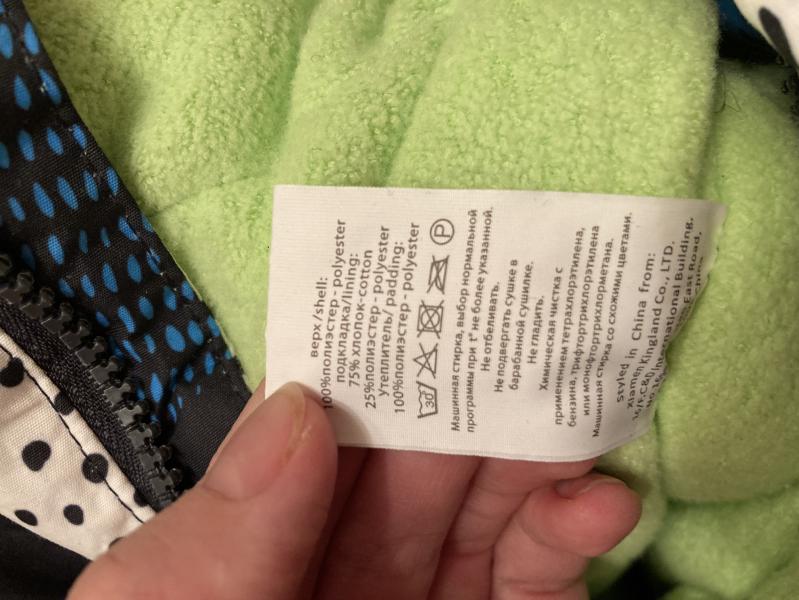 верх /shell:
100%полиэстер - polyester
подкладка/lining:
75% хлопок-cotton
25%полиэстер - polyester
утеплитель/ padding:
100%полиэстер - polyester
30 P
Машинная стирка, выбор нормальной
программы при t° не более указанной.
Не отбеливать.
Не подвергать сушке в
барабанной сушилке.
Не гладить.
Химическая чистка с
применением тетрахлорэтилена,
бензина, трифтортрихлорэтилена
или монофтортрихлорметана.
Машинная стирка со схожими цветами.
styled in China from:
xiamen Kingland Co., LTD.
16/F,C&D International Building,
East Road,
china